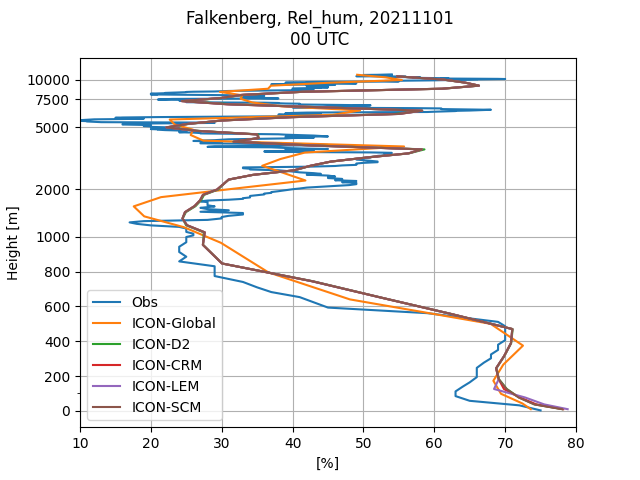 Falkenberg, Rel_hum, 20211101
00 UTC
10000
7500
5000
2000
1000
800
600
400
200
0
Height [m]
Obs
ICON-Global
ICON-D2
ICON-CRM
ICON-LEM
ICON-SCM
10 20 30 40 50 60 70 80
[%]